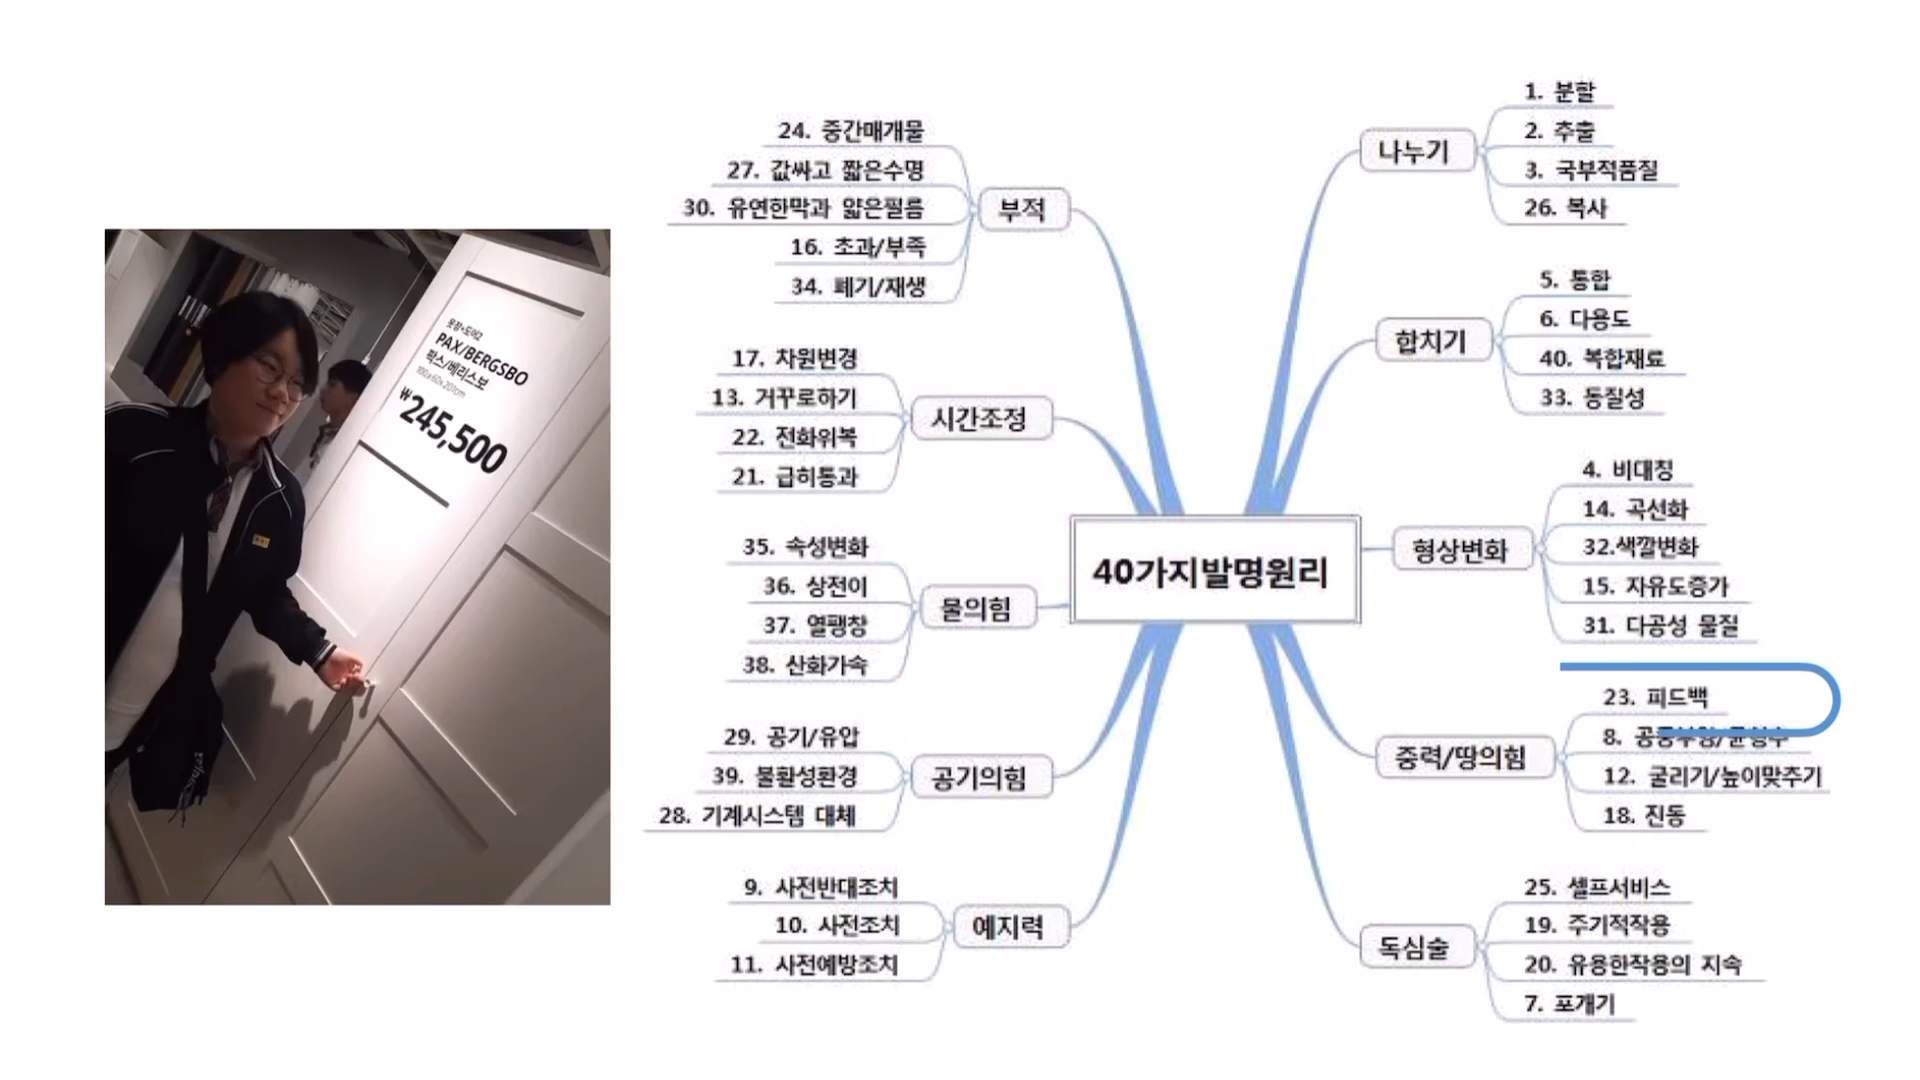 옷장+도어2
PAX/BERGSBO
팍스/베리스보
100x60x201cm
₩245,500
40가지발명원리
나누기
1. 분할
2. 추출
3. 국부적품질
26. 복사
합치기
5. 통합
6. 다용도
40. 복합재료
33. 동질성
형상변화
4. 비대칭
14. 곡선화
32.색깔변화
15. 자유도증가
31. 다공성 물질
중력/땅의힘
23. 피드백
8.
12. 굴리기/높이맞추기
18. 진동
독심술
25. 셀프서비스
19. 주기적작용
20. 유용한작용의 지속
7. 포개기
부적
24. 중간매개물
27. 값싸고 짧은수명
30. 유연한막과 얇은필름
16. 초과/부족
34. 폐기/재생
시간조정
17. 차원변경
13. 거꾸로하기
22. 전화위복
21. 급히통과
물의힘
35. 속성변화
36. 상전이
37. 열팽창
38. 산화가속
공기의힘
29. 공기/유압
39. 불활성환경
28. 기계시스템 대체
예지력
9. 사전반대조치
10. 사전조치
11. 사전예방조치